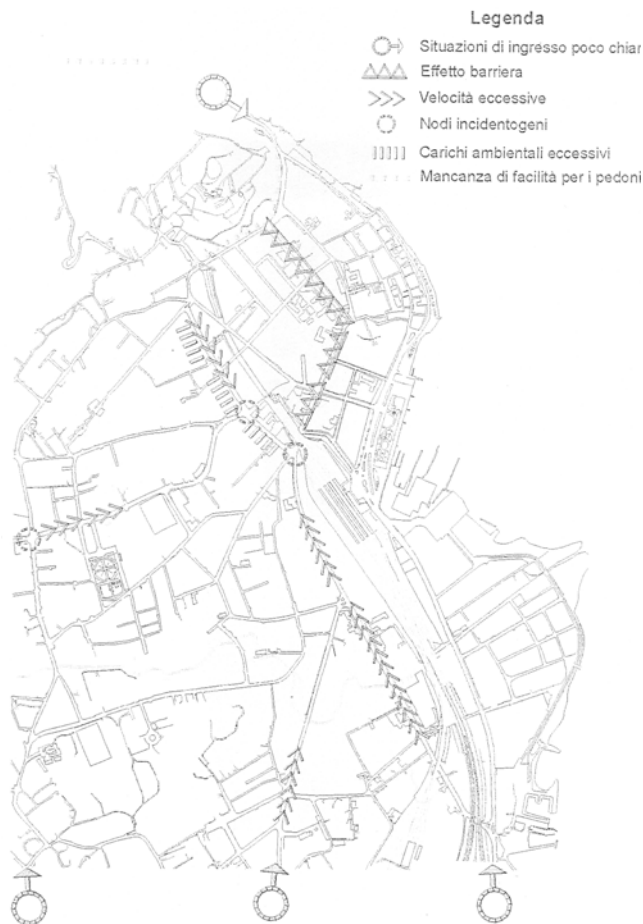 Legenda
Situazioni di ingresso poco chiar
Effetto barriera
Velocità eccessive
Nodi incidentogeni
Carichi ambientali eccessivi
Mancanza di facilità per i pedoni